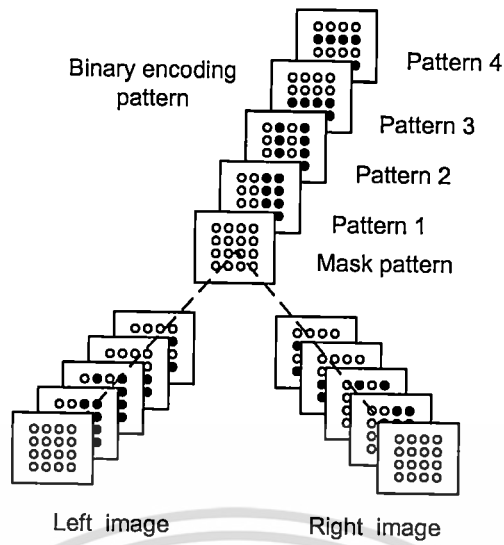 Pattern 4
Binary encoding
pattern
Pattern 3
Pattern 2
Pattern 1
Mask pattern
Left image
Right image